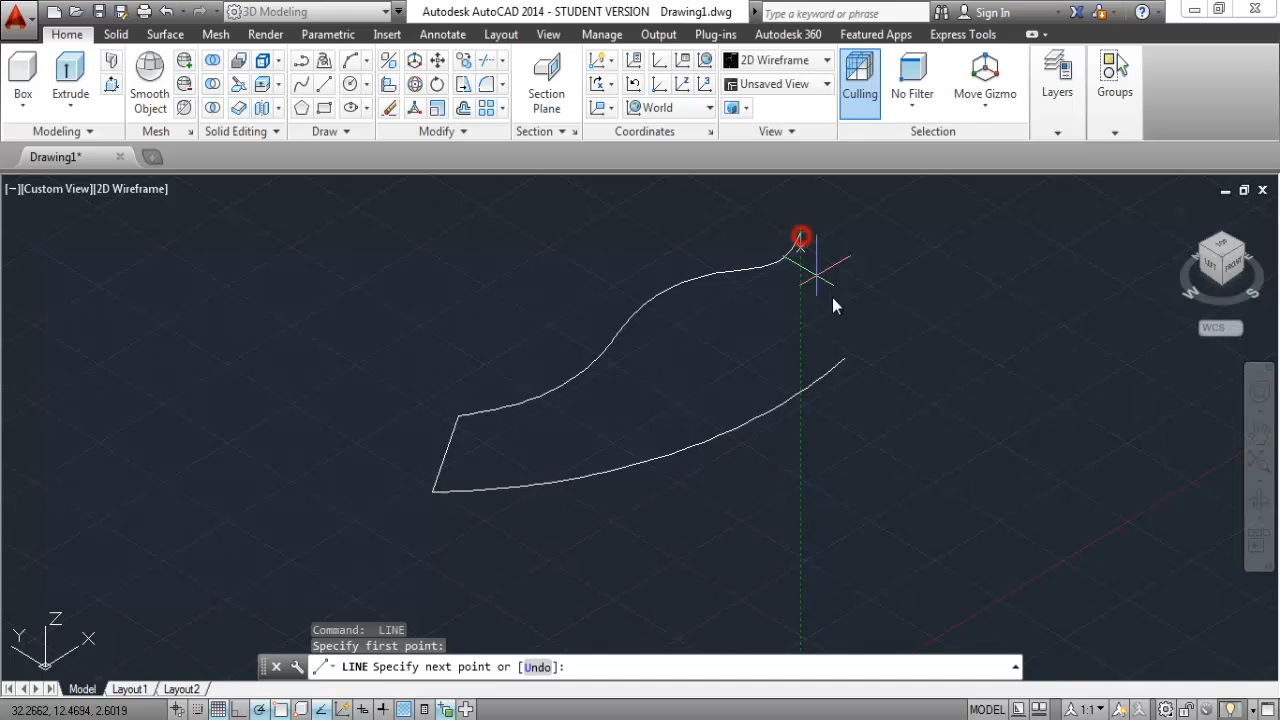 3D Modeling
Autodesk AutoCAD 2014 - STUDENT VERSION Drawing1.dwg
Type a keyword or phrase
Sign In
Home Solid Surface Mesh Render Parametric Insert Annotate Layout View Manage Output Plug-ins Autodesk 360 Featured Apps Express Tools
2D Wireframe
Unsaved View
World
Box Extrude Smooth Object Section Plane Culling No Filter Move Gizmo Layers Groups
Modeling Mesh Solid Editing Draw Modify Section Coordinates View Selection
Drawing1*
[−][Custom View][2D Wireframe]
TOP
LEFT FRONT
W S
WCS
Z
Y X
Command: LINE
Specify first point:
LINE Specify next point or [Undo]:
Model Layout1 Layout2
32.2662, 12.4694, 2.6019
MODEL
1:1